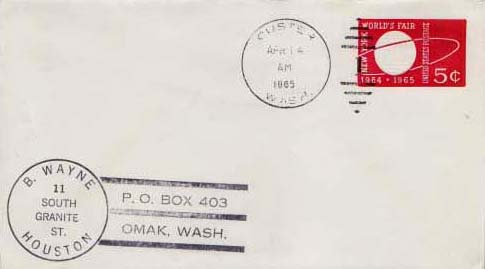 CUSTER
APR 14
AM
1965
WASH.
WORLD'S FAIR
NEW YORK
UNITED STATES POSTAGE
1964 · 1965
5¢
B. WAYNE
11
SOUTH
GRANITE
ST.
HOUSTON
P. O. BOX 403
OMAK, WASH.